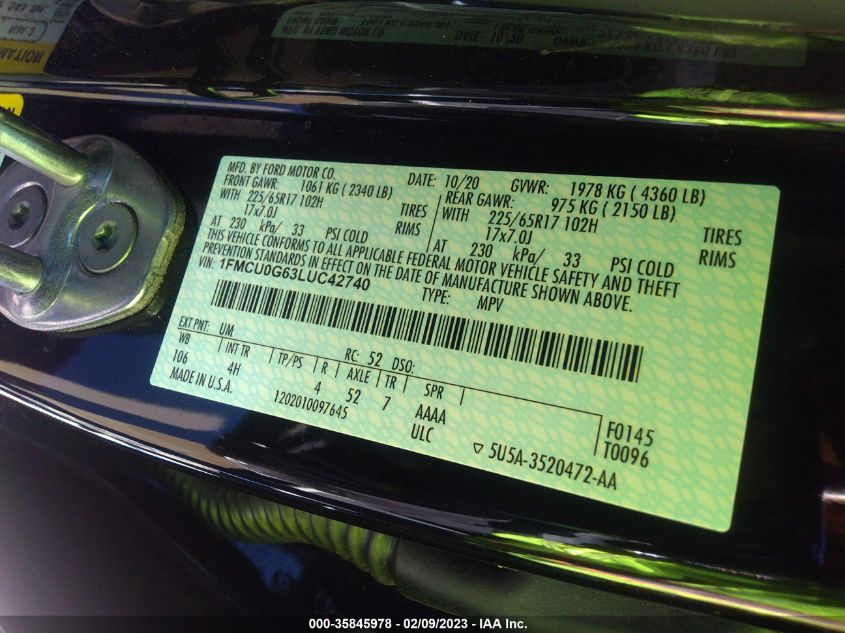 MFD. BY FORD MOTOR CO. DATE: 10/20 GVWR: 1978 KG ( 4360 LB)
FRONT GAWR: 1061 KG ( 2340 LB) REAR GAWR: 975 KG ( 2150 LB)
225/65R17 102H TIRES WITH 225/65R17 102H TIRES
17x7.0J RIMS 17x7.0J RIMS
AT 230 kPa/ 33 PSI COLD AT 230 kPa/ 33 PSI COLD
THIS VEHICLE CONFORMS TO ALL APPLICABLE FEDERAL MOTOR VEHICLE SAFETY AND THEFT
PREVENTION STANDARDS IN EFFECT ON THE DATE OF MANUFACTURE SHOWN ABOVE.
VIN: 1FMCU0G63LUC42740
TYPE: MPV
EXT PNT: UM RC: 52 DSO:
WB INT TR TP/PS R AXLE TR SPR
106 4H 4 52 7 AAAA
MADE IN U.S.A. 1202010097645 ULC
F0145
T0096
▽ 5U5A-3520472-AA
000-35845978 - 02/09/2023 - IAA Inc.